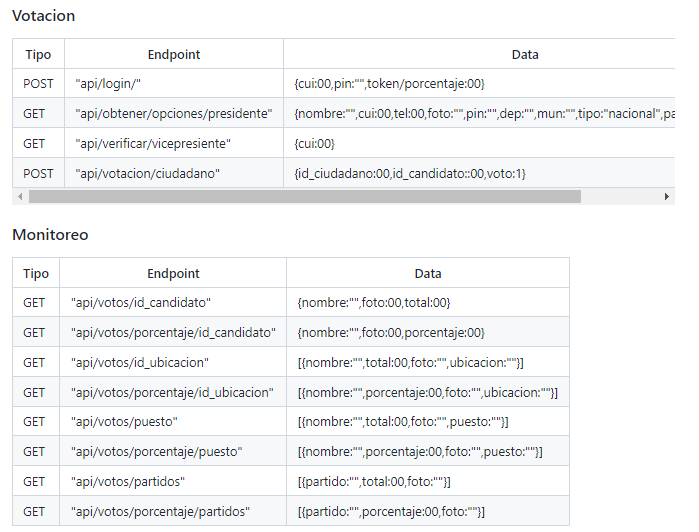 Votacion
Tipo Endpoint Data
POST "api/login/" {cui:00,pin:"",token/porcentaje:00}
GET "api/obtener/opciones/presidente" {nombre:"",cui:00,tel:00,foto:"",pin:"",dep:"",mun:"",tipo:"nacional",pa
GET "api/verificar/vicepresiente" {cui:00}
POST "api/votacion/ciudadano" {id_ciudadano:00,id_candidato::00,voto:1}
Monitoreo
Tipo Endpoint Data
GET "api/votos/id_candidato" {nombre:"",foto:00,total:00}
GET "api/votos/porcentaje/id_candidato" {nombre:"",foto:00,porcentaje:00}
GET "api/votos/id_ubicacion" [{nombre:"",total:00,foto:"",ubicacion:""}]
GET "api/votos/porcentaje/id_ubicacion" [{nombre:"",porcentaje:00,foto:"",ubicacion:""}]
GET "api/votos/puesto" [{nombre:"",total:00,foto:"",puesto:""}]
GET "api/votos/porcentaje/puesto" [{nombre:"",porcentaje:00,foto:"",puesto:""}]
GET "api/votos/partidos" [{partido:"",total:00,foto:""}]
GET "api/votos/porcentaje/partidos" [{partido:"",porcentaje:00,foto:""}]